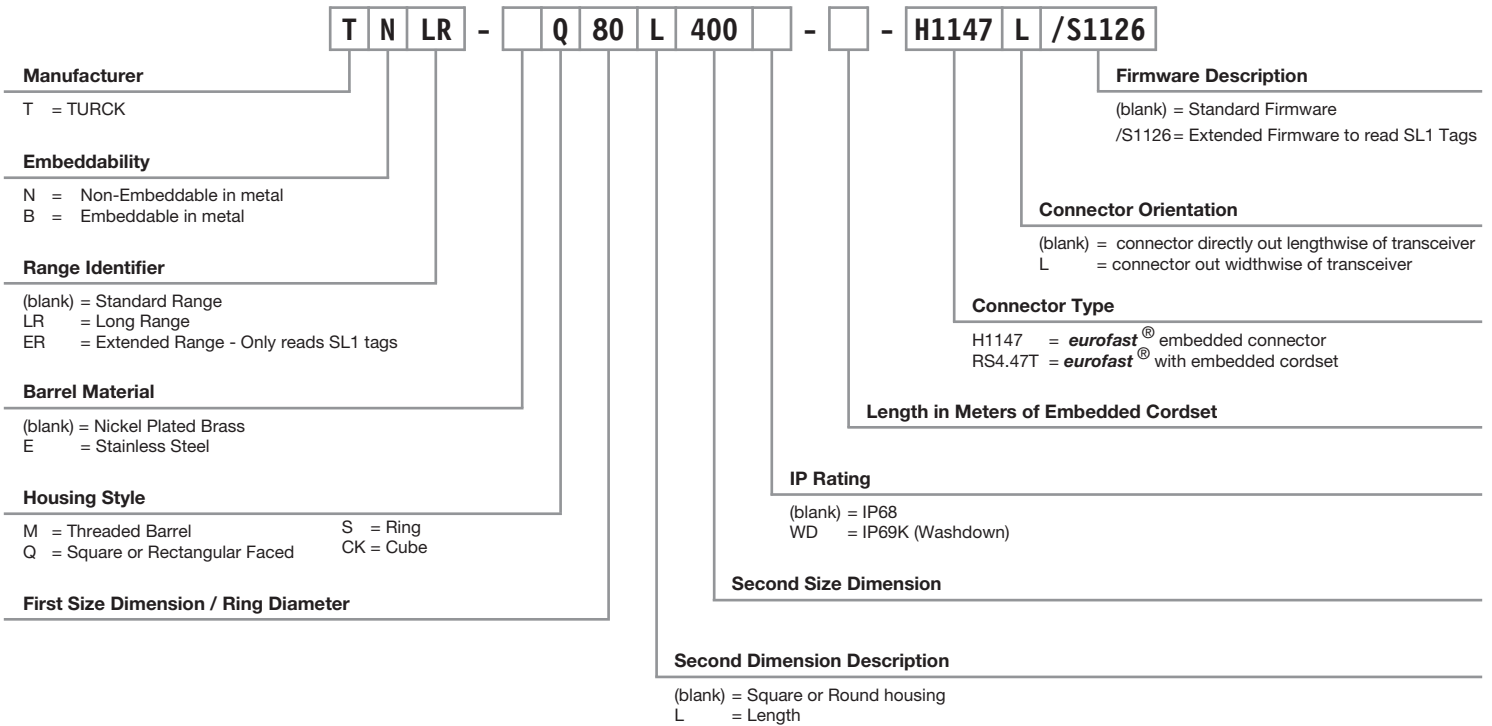 T N LR - Q 80 L 400 - - H1147 L /S1126
Manufacturer
T = TURCK
Embeddability
N = Non-Embeddable in metal
B = Embeddable in metal
Range Identifier
(blank) = Standard Range
LR = Long Range
ER = Extended Range - Only reads SL1 tags
Barrel Material
(blank) = Nickel Plated Brass
E = Stainless Steel
Housing Style
M = Threaded Barrel
Q = Square or Rectangular Faced
S = Ring
CK = Cube
First Size Dimension / Ring Diameter
Firmware Description
(blank) = Standard Firmware
/S1126 = Extended Firmware to read SL1 Tags
Connector Orientation
(blank) = connector directly out lengthwise of transceiver
L = connector out widthwise of transceiver
Connector Type
H1147 = eurofast ® embedded connector
RS4.47T = eurofast ® with embedded cordset
Length in Meters of Embedded Cordset
IP Rating
(blank) = IP68
WD = IP69K (Washdown)
Second Size Dimension
Second Dimension Description
(blank) = Square or Round housing
L = Length